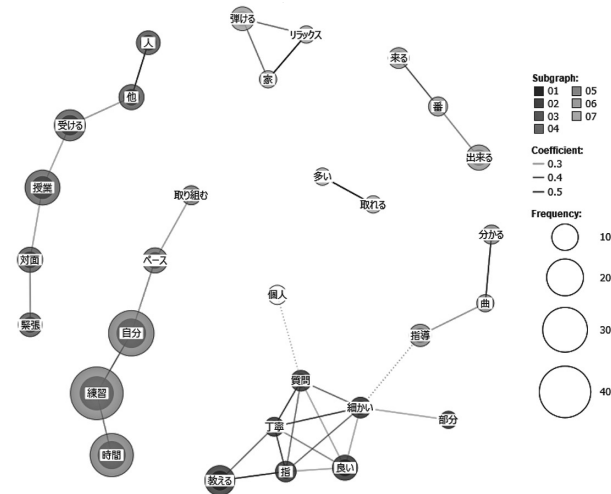 人
他
受ける
授業
対面
緊張
弾ける
リラックス
家
来る
番
出来る
多い
取れる
取り組む
ペース
自分
練習
時間
分かる
曲
指導
個人
質問
細かい
部分
丁寧
教える
指
良い
Subgraph:
01 05
02 06
03 07
04
Coefficient:
0.3
0.4
0.5
Frequency:
10
20
30
40